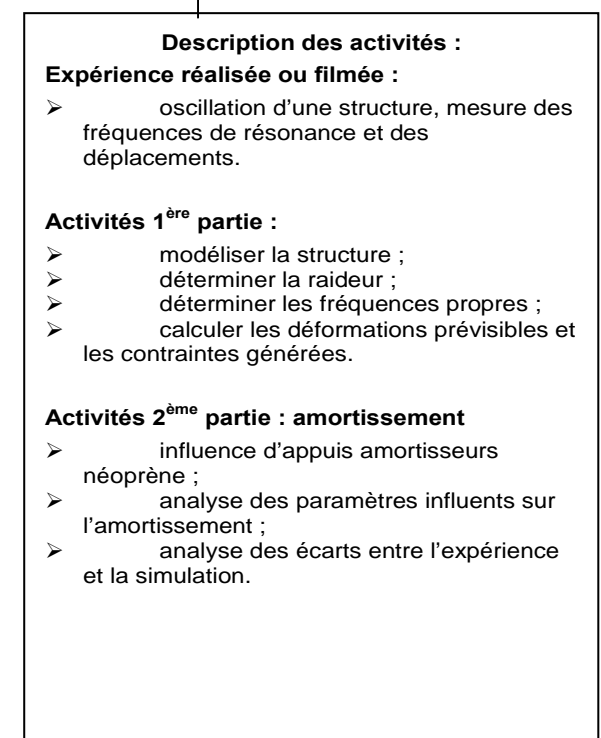 Description des activités :
Expérience réalisée ou filmée :
➢ oscillation d'une structure, mesure des
fréquences de résonance et des
déplacements.
Activités 1ère partie :
➢ modéliser la structure ;
➢ déterminer la raideur ;
➢ déterminer les fréquences propres ;
➢ calculer les déformations prévisibles et
les contraintes générées.
Activités 2ème partie : amortissement
➢ influence d'appuis amortisseurs
néoprène ;
➢ analyse des paramètres influents sur
l'amortissement ;
➢ analyse des écarts entre l'expérience
et la simulation.